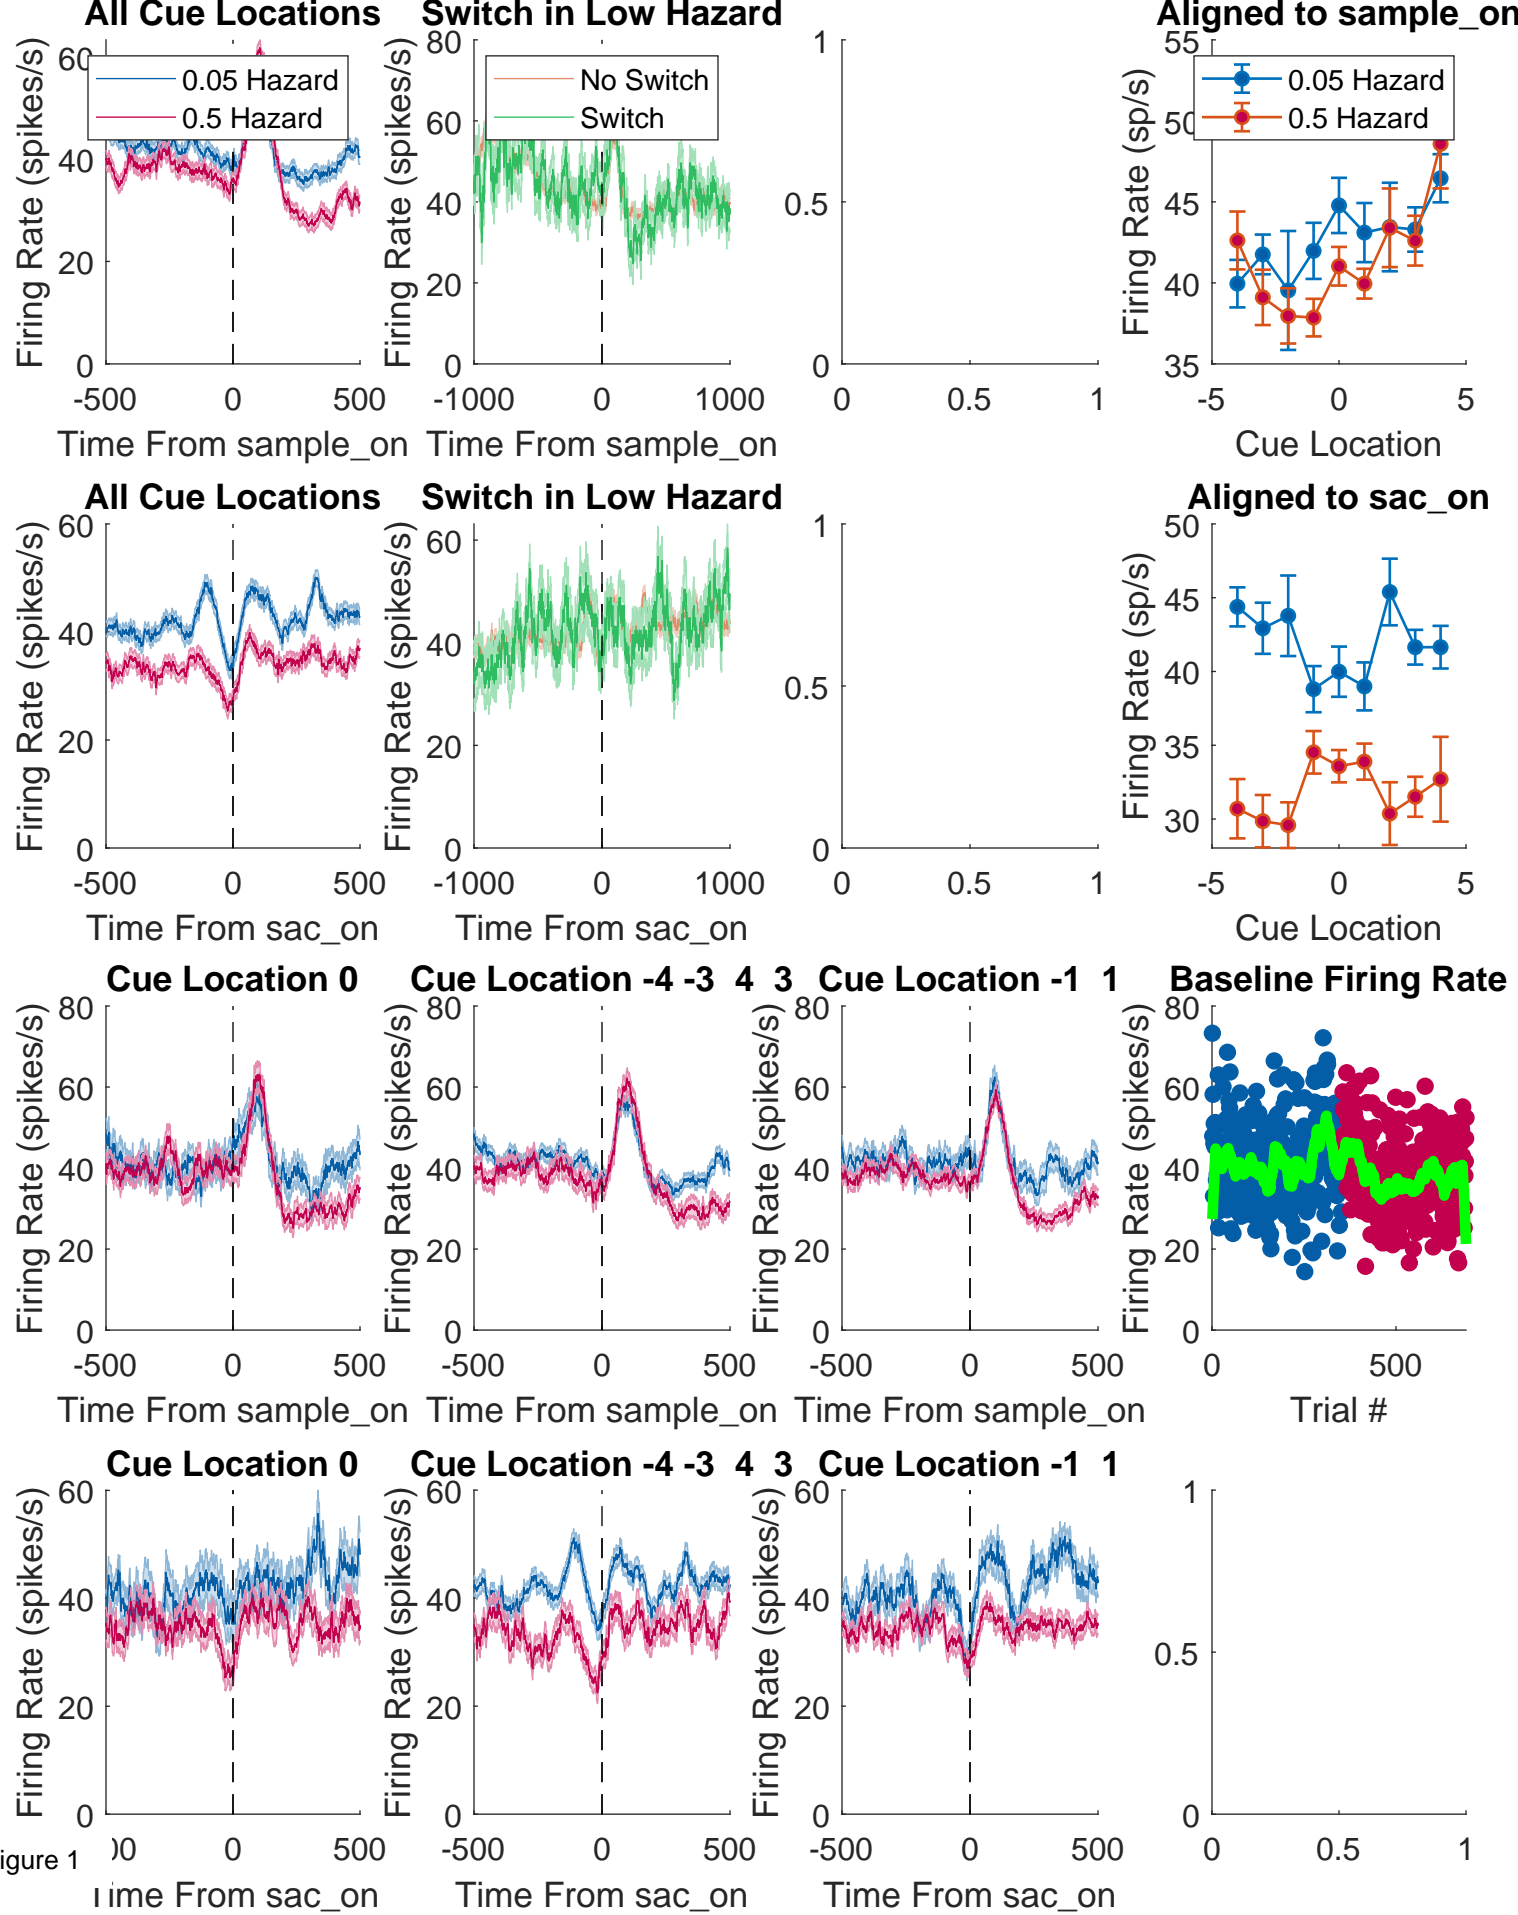 All Cue Locations
Firing Rate (spikes/s)
60
40
20
0
0.05 Hazard
0.5 Hazard
-500
0
500
Time From sample_on
Switch in Low Hazard
Firing Rate (spikes/s)
80
60
40
20
0
No Switch
Switch
-1000
0
1000
Time From sample_on
1
0.5
0
0
0.5
1
Aligned to sample_on
Firing Rate (sp/s)
55
50
45
40
35
0.05 Hazard
0.5 Hazard
-5
0
5
Cue Location
All Cue Locations
Firing Rate (spikes/s)
60
40
20
0
-500
0
500
Time From sac_on
Switch in Low Hazard
Firing Rate (spikes/s)
60
40
20
0
-1000
0
1000
Time From sac_on
1
0.5
0
0
0.5
1
Aligned to sac_on
Firing Rate (sp/s)
50
45
40
35
30
-5
0
5
Cue Location
Cue Location 0
Firing Rate (spikes/s)
80
60
40
20
0
-500
0
500
Time From sample_on
Cue Location -4 -3 4 3
Firing Rate (spikes/s)
80
60
40
20
0
-500
0
500
Time From sample_on
Cue Location -1 1
Firing Rate (spikes/s)
80
60
40
20
0
-500
0
500
Time From sample_on
Baseline Firing Rate
Firing Rate (spikes/s)
80
60
40
20
0
0
500
Trial #
Cue Location 0
Firing Rate (spikes/s)
60
40
20
0
00
0
500
Time From sac_on
Cue Location -4 -3 4 3
Firing Rate (spikes/s)
60
40
20
0
-500
0
500
Time From sac_on
Cue Location -1 1
Firing Rate (spikes/s)
60
40
20
0
-500
0
500
Time From sac_on
1
0.5
0
0
0.5
1
igure 1